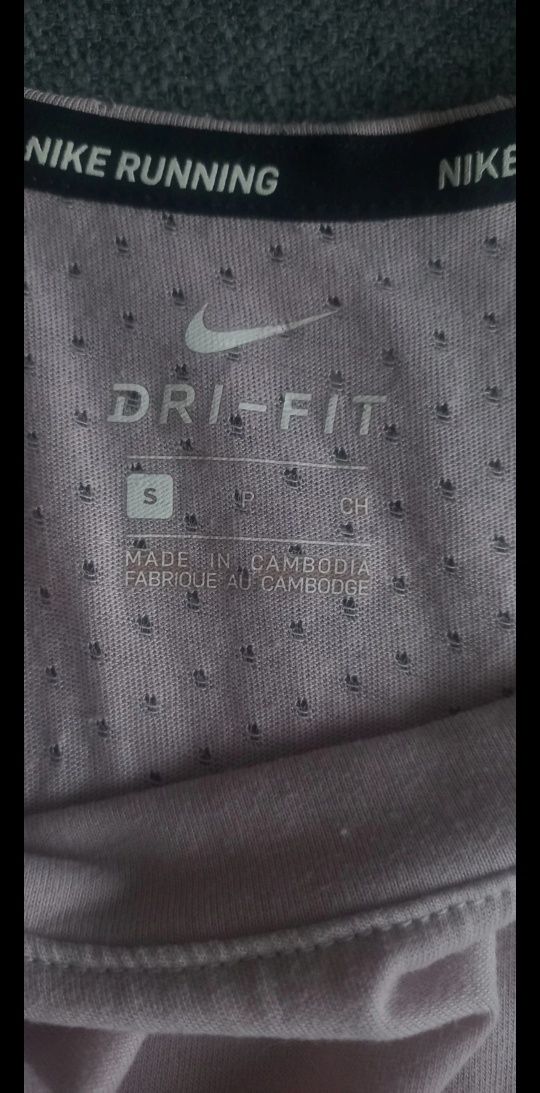 NIKE RUNNING NIKE
DRI-FIT
S P CH
MADE IN CAMBODIA
FABRIQUE AU CAMBODGE